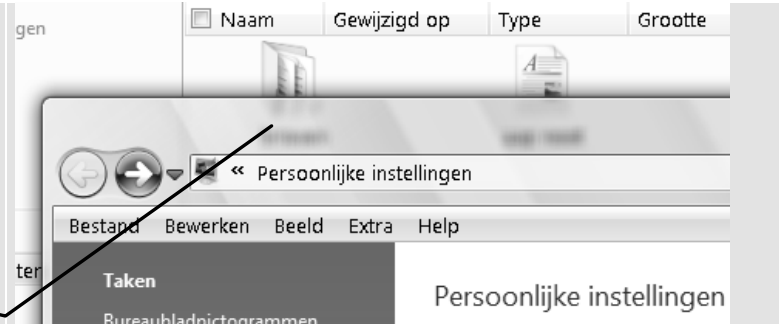 gen
Naam Gewijzigd op Type Grootte
« Persoonlijke instellingen
Bestand Bewerken Beeld Extra Help
ter
Taken
Persoonlijke instellingen
Bureaubladpictogrammen